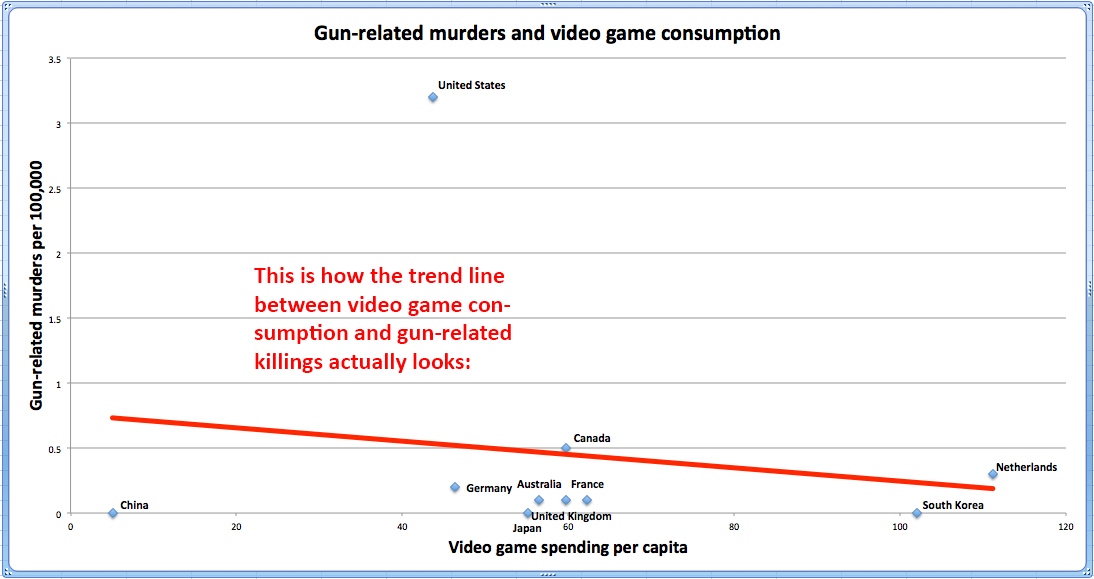 Gun-related murders and video game consumption
3.5
United States
3
2.5
2
This is how the trend line
between video game con-
sumption and gun-related
killings actually looks:
1.5
1
Canada
0.5
Netherlands
Germany
Australia
France
China
South Korea
United Kingdom
Japan
0
0
20
40
60
80
100
120
Gun-related murders per 100,000
Video game spending per capita